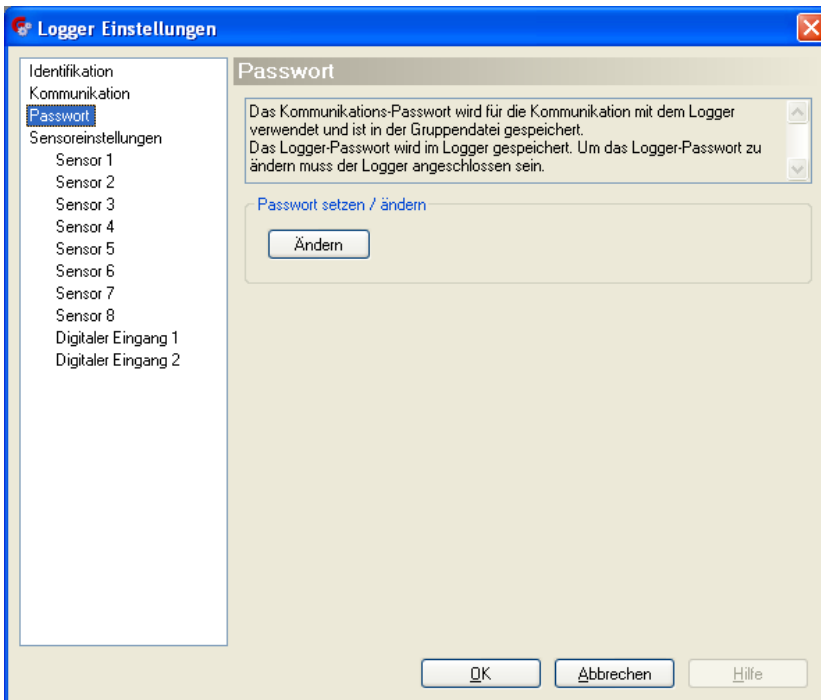 Logger Einstellungen
Identifikation
Kommunikation
Passwort
Sensoreinstellungen
Sensor 1
Sensor 2
Sensor 3
Sensor 4
Sensor 5
Sensor 6
Sensor 7
Sensor 8
Digitaler Eingang 1
Digitaler Eingang 2
Passwort
Das Kommunikations-Passwort wird für die Kommunikation mit dem Logger
verwendet und ist in der Gruppendatei gespeichert.
Das Logger-Passwort wird im Logger gespeichert. Um das Logger-Passwort zu
ändern muss der Logger angeschlossen sein.
Passwort setzen / ändern
Ändern
OK
Abbrechen
Hilfe